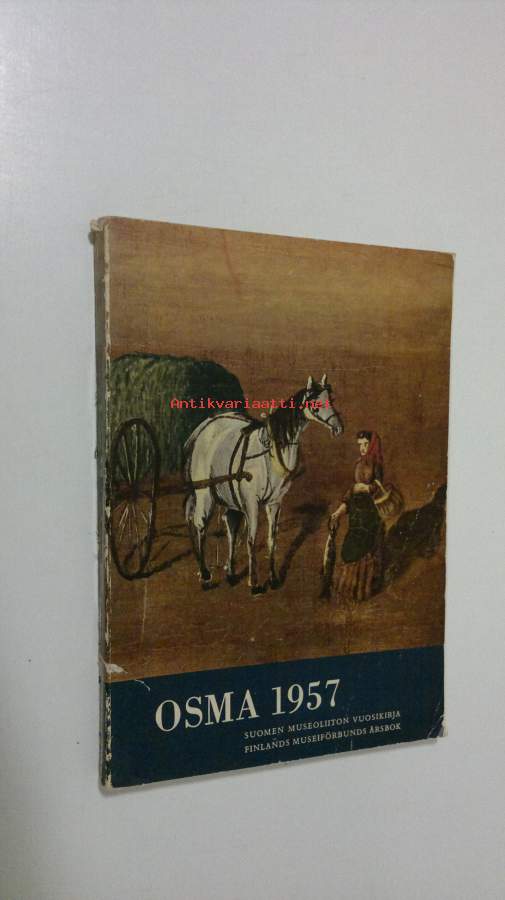 Antikvariaatti.net
OSMA 1957
SUOMEN MUSEOLIITON VUOSIKIRJA
FINLANDS MUSEIFÖRBUNDS ÅRSBOK